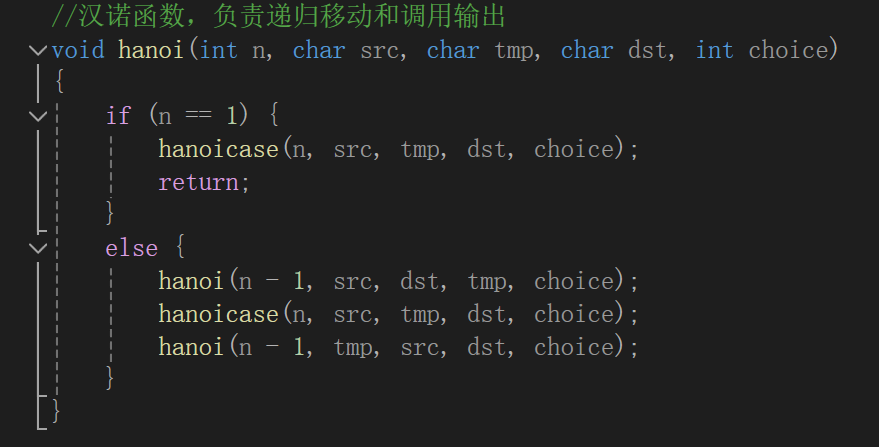 //汉诺函数，负责递归移动和调用输出
void hanoi(int n, char src, char tmp, char dst, int choice)
{
    if (n == 1) {
        hanoicase(n, src, tmp, dst, choice);
        return;
    }
    else {
        hanoi(n - 1, src, dst, tmp, choice);
        hanoicase(n, src, tmp, dst, choice);
        hanoi(n - 1, tmp, src, dst, choice);
    }
}